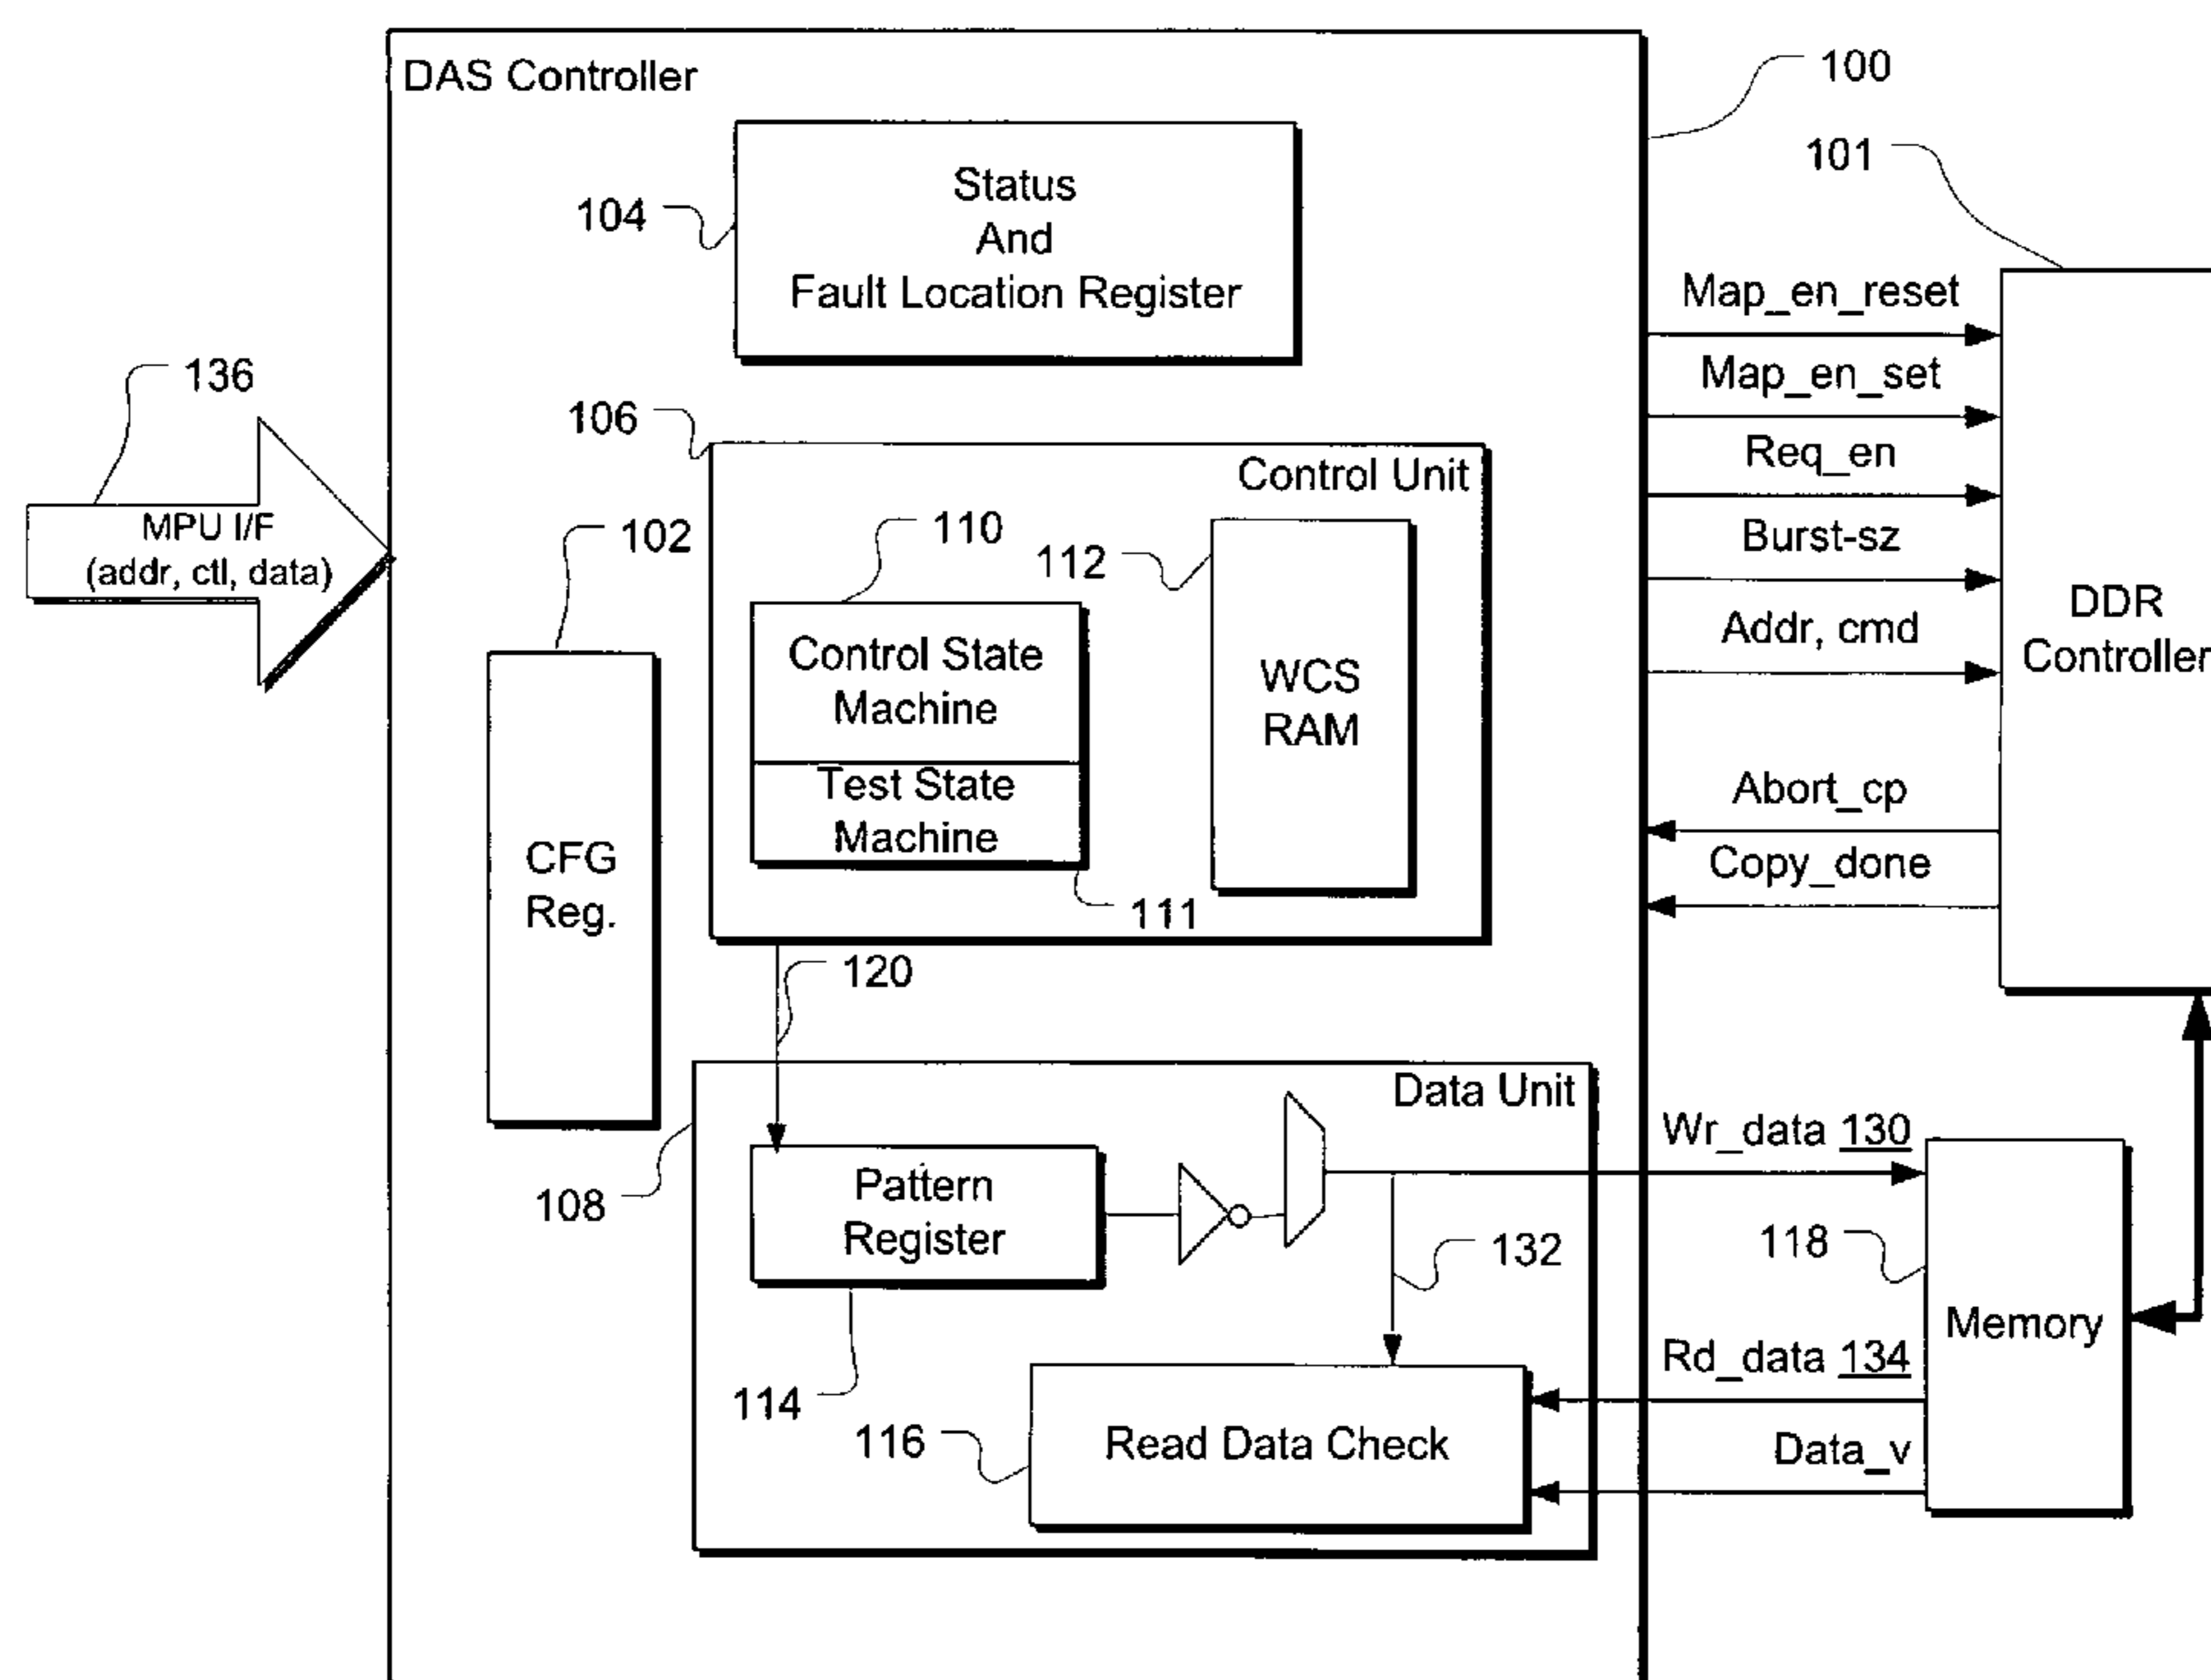 DAS Controller
100
101
Status
And
Fault Location Register
104
Map_en_reset
Map_en_set
Req_en
Burst-sz
Addr, cmd
DDR
Controller
136
MPU I/F
(addr, ctl, data)
106
Control Unit
102
110
112
Control State
Machine
Test State
Machine
WCS
RAM
111
CFG
Reg.
Abort_cp
Copy_done
120
Data Unit
108
Pattern
Register
114
132
116
Read Data Check
Wr_data 130
118
Memory
Rd_data 134
Data_v